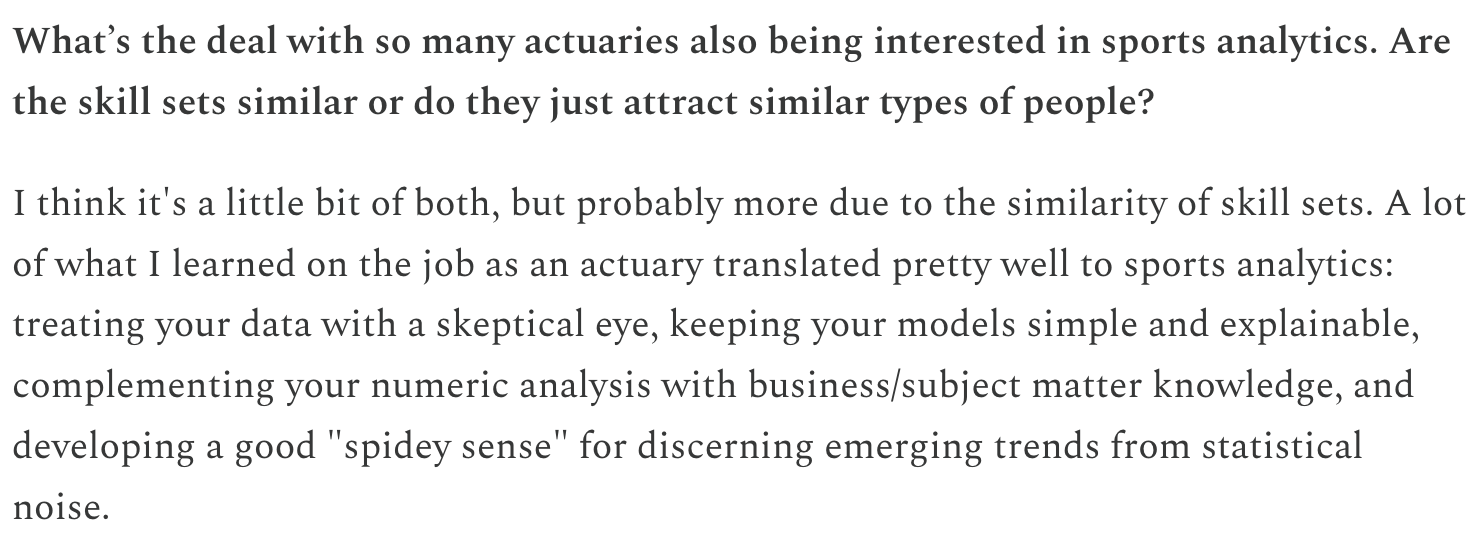 What’s the deal with so many actuaries also being interested in sports analytics. Are
the skill sets similar or do they just attract similar types of people?
I think it's a little bit of both, but probably more due to the similarity of skill sets. A lot
of what I learned on the job as an actuary translated pretty well to sports analytics:
treating your data with a skeptical eye, keeping your models simple and explainable,
complementing your numeric analysis with business/subject matter knowledge, and
developing a good "spidey sense" for discerning emerging trends from statistical
noise.